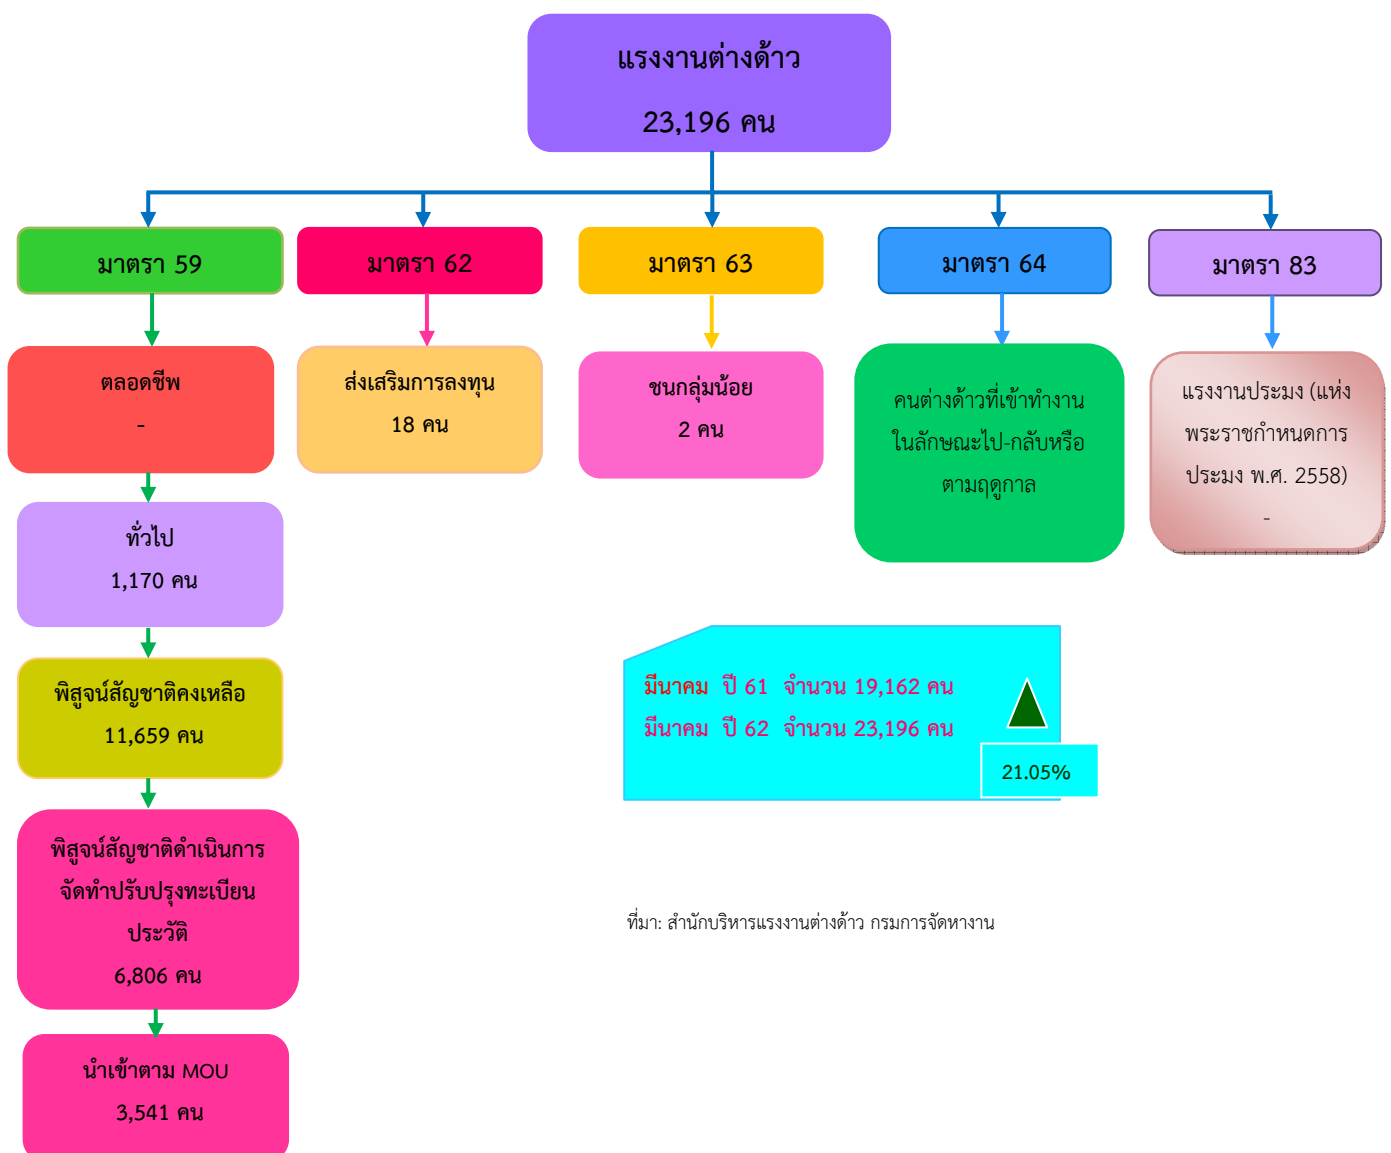 แรงงานต่างด้าว
23,196 คน
มาตรา 59
มาตรา 62
มาตรา 63
มาตรา 64
มาตรา 83
ตลอดชีพ
-
ส่งเสริมการลงทุน
18 คน
ชนกลุ่มน้อย
2 คน
คนต่างด้าวที่เข้าทำงาน
ในลักษณะไป-กลับหรือ
ตามฤดูกาล
แรงงานประมง (แห่ง
พระราชกำหนดการ
ประมง พ.ศ. 2558)
-
ทั่วไป
1,170 คน
พิสูจน์สัญชาติคงเหลือ
11,659 คน
พิสูจน์สัญชาติดำเนินการ
จัดทำปรับปรุงทะเบียน
ประวัติ
6,806 คน
นำเข้าตาม MOU
3,541 คน
มีนาคม ปี 61 จำนวน 19,162 คน
มีนาคม ปี 62 จำนวน 23,196 คน
21.05%
ที่มา: สำนักบริหารแรงงานต่างด้าว กรมการจัดหางาน